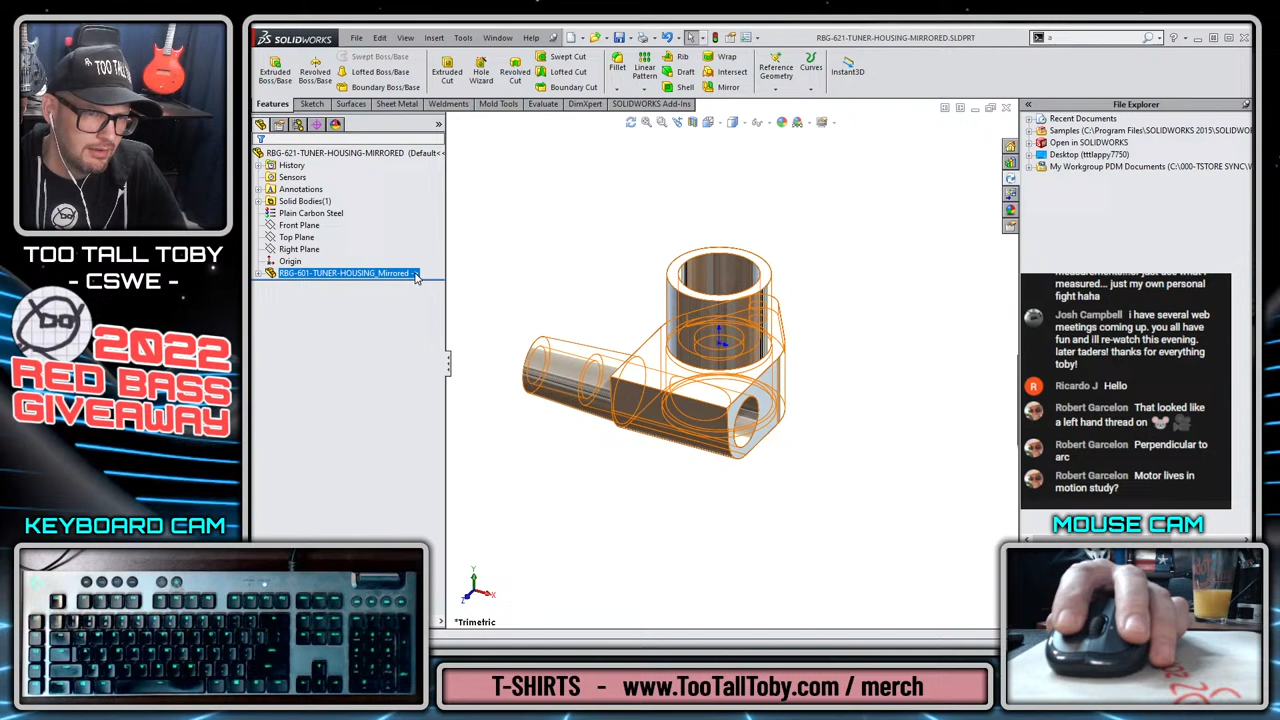 TOO TALL
TOBY
TOO TALL TOBY
- CSWE -
2022
RED BASS
GIVEAWAY
KEYBOARD CAM
SOLIDWORKS
File
Edit
View
Insert
Tools
Window
Help
RBG-621-TUNER-HOUSING-MIRRORED.SLDPRT
a
Extruded
Boss/Base
Revolved
Boss/Base
Swept Boss/Base
Lofted Boss/Base
Boundary Boss/Base
Extruded
Cut
Hole
Wizard
Revolved
Cut
Swept Cut
Lofted Cut
Boundary Cut
Fillet
Linear
Pattern
Rib
Draft
Shell
Wrap
Intersect
Mirror
Reference
Geometry
Curves
Instant3D
Features
Sketch
Surfaces
Sheet Metal
Weldments
Mold Tools
Evaluate
DimXpert
SOLIDWORKS Add-Ins
RBG-621-TUNER-HOUSING-MIRRORED (Default<<
History
Sensors
Annotations
Solid Bodies(1)
Plain Carbon Steel
Front Plane
Top Plane
Right Plane
Origin
RBG-601-TUNER-HOUSING_Mirrored
Y
X
Z
*Trimetric
File Explorer
Recent Documents
Samples (C:\Program Files\SOLIDWORKS 2015\SOLIDWO
Open in SOLIDWORKS
Desktop (tttlappy7750)
My Workgroup PDM Documents (C:\000-TSTORE SYNC\W
measurements... just use what I
measured... just my own personal
fight haha
Josh Campbell i have several web
meetings coming up. you all have
fun and ill re-watch this evening.
later taders! thanks for everything
toby!
R
Ricardo J Hello
Robert Garcelon That looked like
a left hand thread on
Robert Garcelon Perpendicular to
arc
Robert Garcelon Motor lives in
motion study?
MOUSE CAM
T-SHIRTS - www.TooTallToby.com / merch